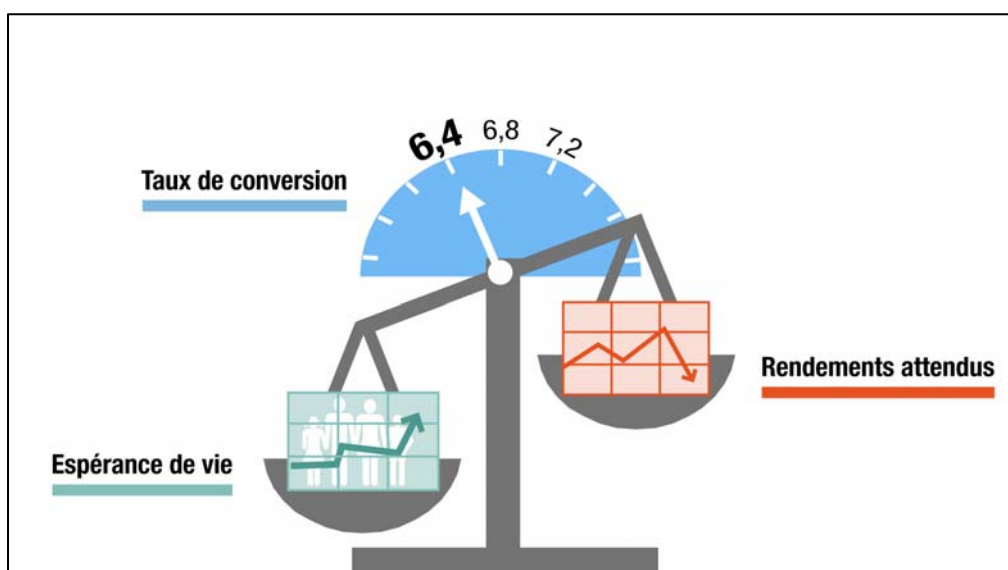 6,4 6,8 7,2
Taux de conversion
Rendements attendus
Espérance de vie